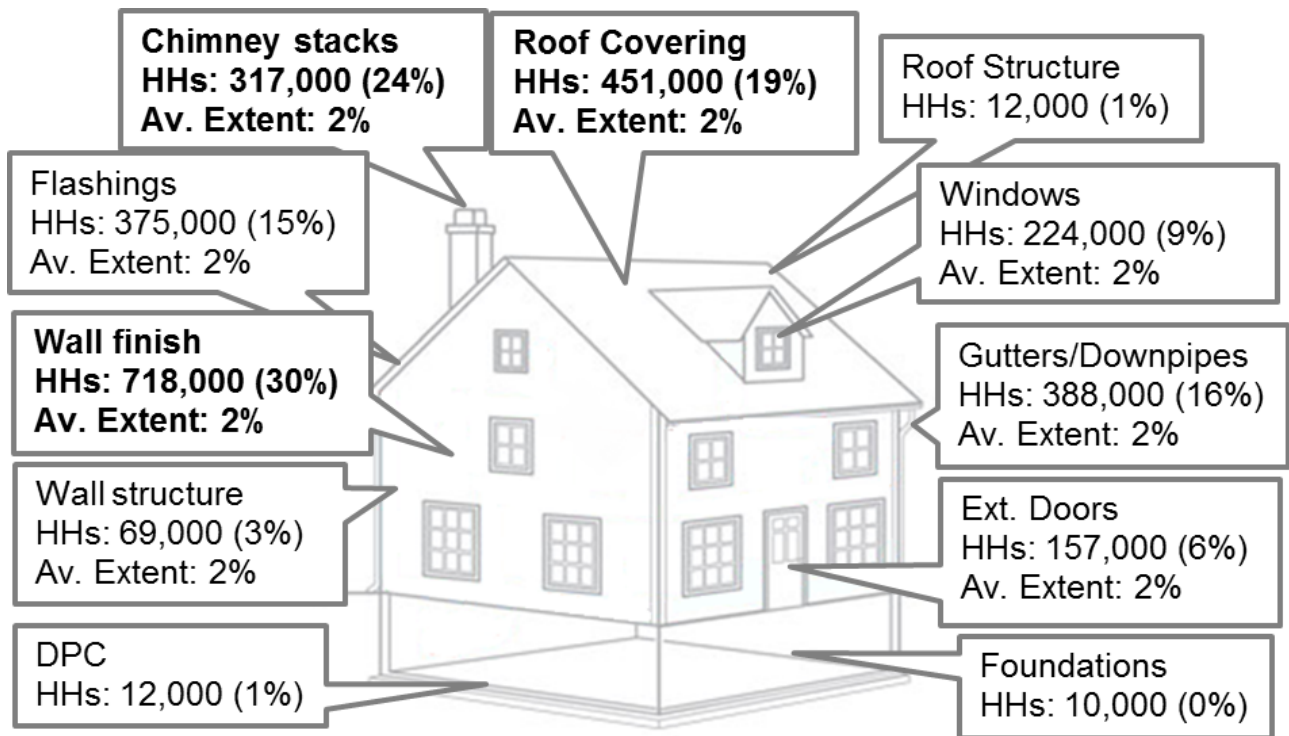 Chimney stacks
HHs: 317,000 (24%)
Av. Extent: 2%
Roof Covering
HHs: 451,000 (19%)
Av. Extent: 2%
Roof Structure
HHs: 12,000 (1%)
Flashings
HHs: 375,000 (15%)
Av. Extent: 2%
Windows
HHs: 224,000 (9%)
Av. Extent: 2%
Wall finish
HHs: 718,000 (30%)
Av. Extent: 2%
Gutters/Downpipes
HHs: 388,000 (16%)
Av. Extent: 2%
Wall structure
HHs: 69,000 (3%)
Av. Extent: 2%
Ext. Doors
HHs: 157,000 (6%)
Av. Extent: 2%
DPC
HHs: 12,000 (1%)
Foundations
HHs: 10,000 (0%)